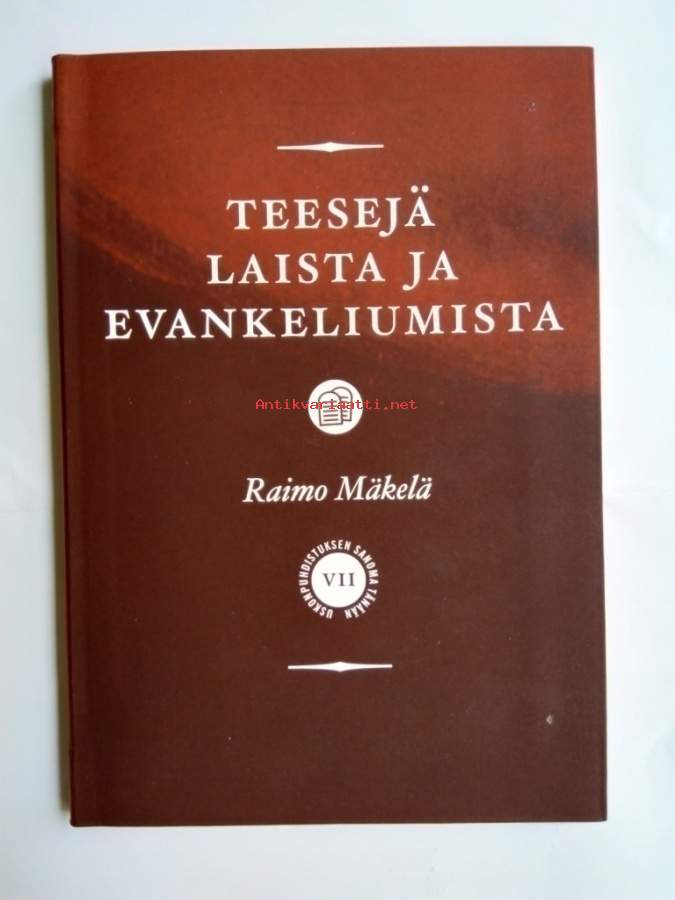 TEESEJÄ
LAISTA JA
EVANKELIUMISTA
Antikvariaatti.net
Raimo Mäkelä
USKONPUHDISTUKSEN SANOMA TÄNÄÄN
VII